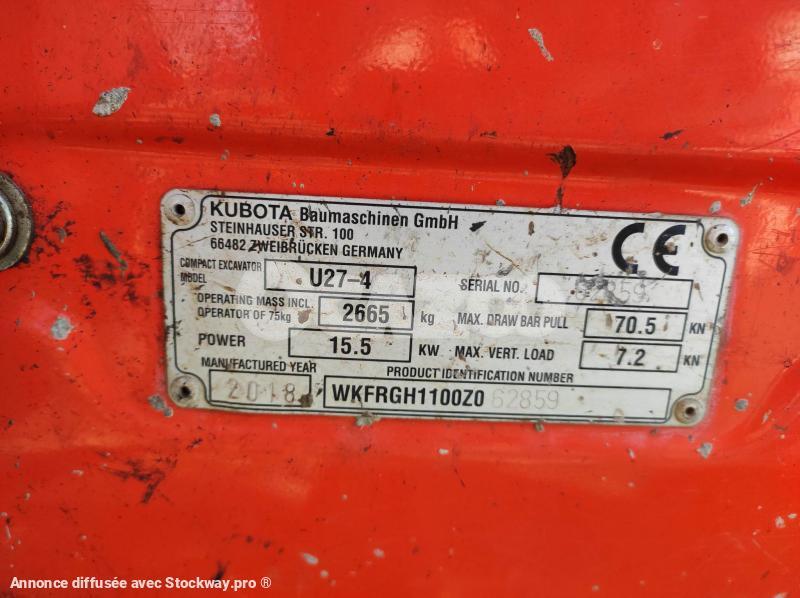 KUBOTA Baumaschinen GmbH
STEINHAUSER STR. 100
66482 ZWEIBRÜCKEN GERMANY
CE
COMPACT EXCAVATOR MODEL U27-4
SERIAL NO.
OPERATING MASS INCL. OPERATOR OF 75kg 2665 kg
MAX. DRAW BAR PULL 70.5 KN
POWER 15.5 KW
MAX. VERT. LOAD 7.2 KN
MANUFACTURED YEAR 2018
PRODUCT IDENTIFICATION NUMBER
WKFRGH1100Z062859
Annonce diffusée avec Stockway.pro ®